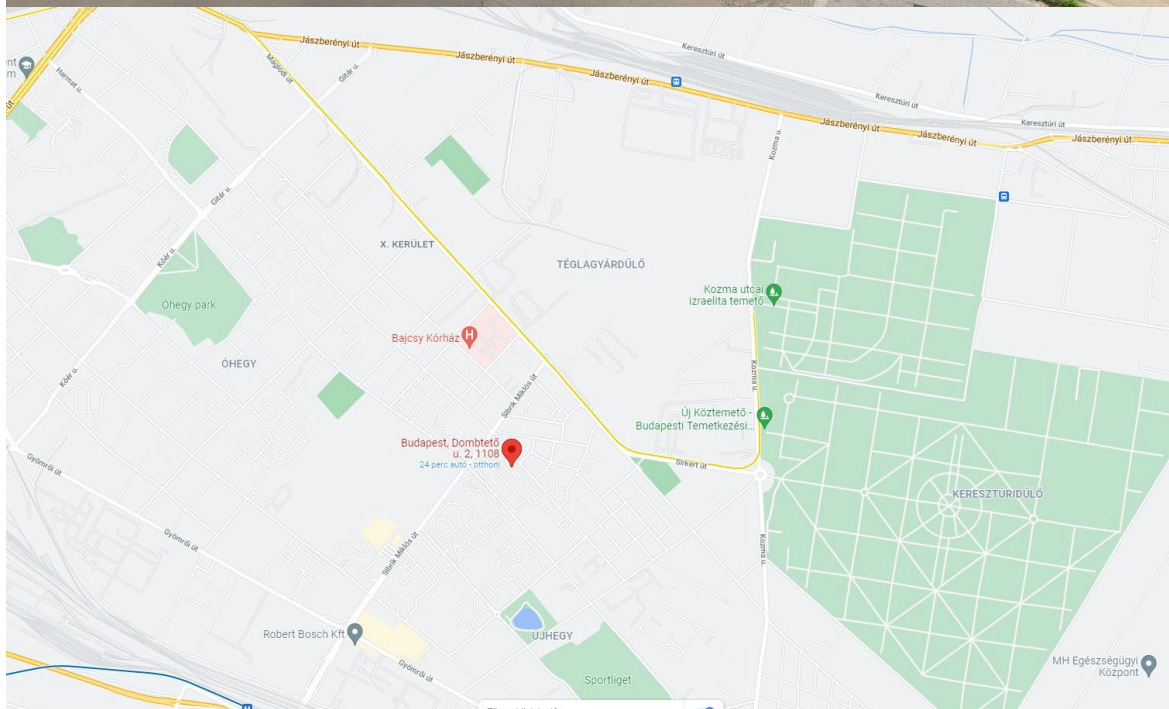 Jászberényi út
Keresztúri út
Maglódi út
Gitár u.
Jászberényi út
Jászberényi út
Keresztúri út
Harmat u.
Jászberényi út
Jászberényi út
Keresztúri út
Jászberényi út
Kozma u.
Gitár u.
X. KERÜLET
Kőér u.
TÉGLAGYÁRDŰLŐ
Kozma utcai
izraelita temető
Óhegy park
Bajcsy Kórház
H
ÓHEGY
Kőér u.
Sibrik Miklós út
Kozma u.
Új Köztemető -
Budapesti Temetkezési...
Budapest, Dombtető
u. 2, 1108
24 perc autó - otthoni
Gyömrői út
Sírkert út
KERESZTÚRIDŰLŐ
Gyömrői út
Sibrik Miklós út
Kozma u.
Robert Bosch Kft
ÚJHEGY
Gyömrői út
MH Egészségügyi
Központ
Sportliget
M